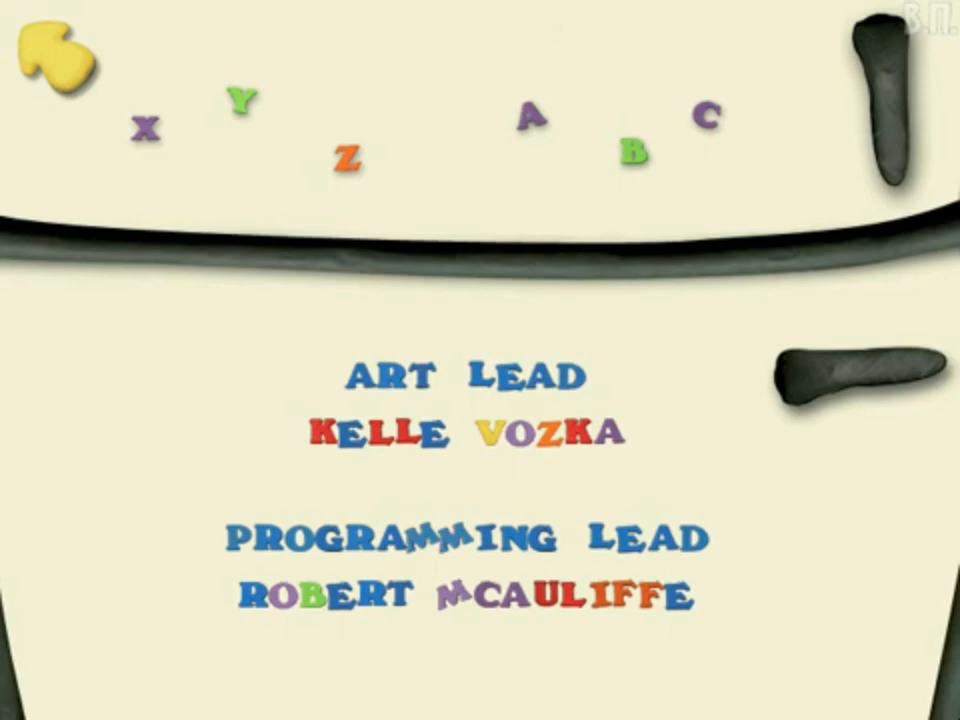 В.П.
X Y Z A B C
ART LEAD
KELLE VOZKA
PROGRAMMING LEAD
ROBERT MCAULIFFE